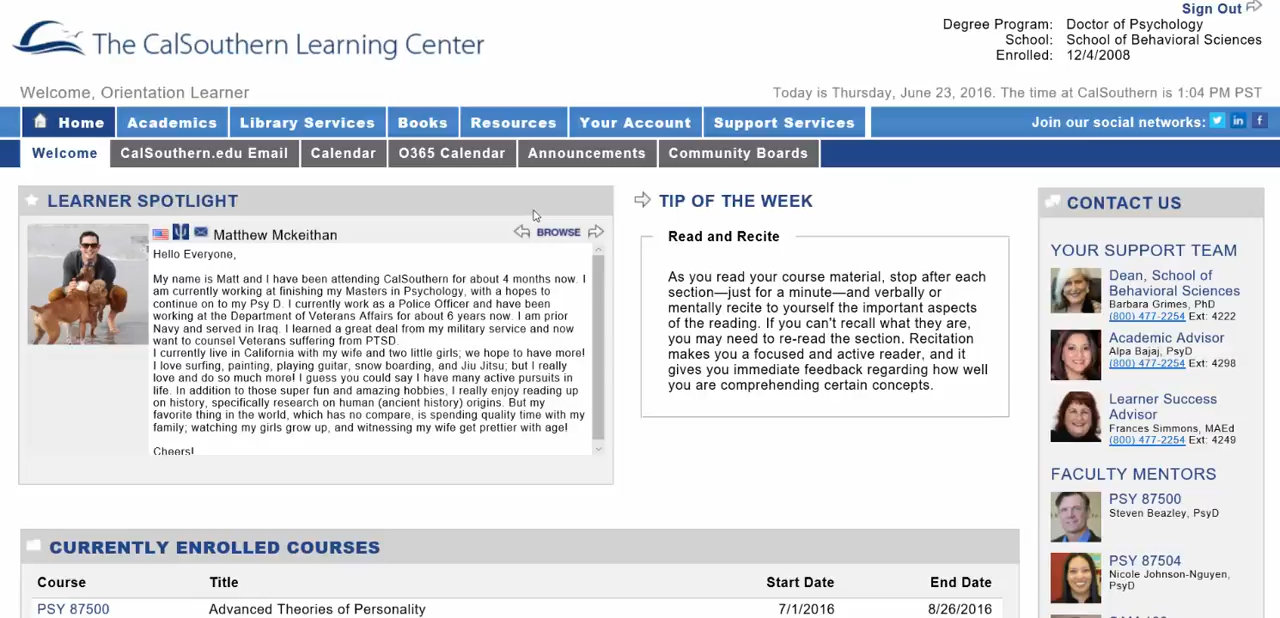 Sign Out
The CalSouthern Learning Center
Degree Program: Doctor of Psychology
School: School of Behavioral Sciences
Enrolled: 12/4/2008
Welcome, Orientation Learner
Today is Thursday, June 23, 2016. The time at CalSouthern is 1:04 PM PST
Home Academics Library Services Books Resources Your Account Support Services Join our social networks:
Welcome CalSouthern.edu Email Calendar O365 Calendar Announcements Community Boards
LEARNER SPOTLIGHT
Matthew Mckeithan
BROWSE
Hello Everyone,
My name is Matt and I have been attending CalSouthern for about 4 months now. I
am currently working at finishing my Masters in Psychology, with a hopes to
continue on to my Psy D. I currently work as a Police Officer and have been
working at the Department of Veterans Affairs for about 6 years now. I am prior
Navy and served in Iraq. I learned a great deal from my military service and now
want to counsel Veterans suffering from PTSD.
I currently live in California with my wife and two little girls; we hope to have more!
I love surfing, painting, playing guitar, snow boarding, and Jiu Jitsu; but I really
love and do so much more! I guess you could say I have many active pursuits in
life. In addition to those super fun and amazing hobbies, I really enjoy reading up
on history, specifically research on human (ancient history) origins. But my
favorite thing in the world, which has no compare, is spending quality time with my
family; watching my girls grow up, and witnessing my wife get prettier with age!
Cheers!
TIP OF THE WEEK
Read and Recite
As you read your course material, stop after each
section—just for a minute—and verbally or
mentally recite to yourself the important aspects
of the reading. If you can't recall what they are,
you may need to re-read the section. Recitation
makes you a focused and active reader, and it
gives you immediate feedback regarding how well
you are comprehending certain concepts.
CONTACT US
YOUR SUPPORT TEAM
Dean, School of
Behavioral Sciences
Barbara Grimes, PhD
(800) 477-2254 Ext: 4222
Academic Advisor
Alpa Bajaj, PsyD
(800) 477-2254 Ext: 4298
Learner Success
Advisor
Frances Simmons, MAEd
(800) 477-2254 Ext: 4249
FACULTY MENTORS
PSY 87500
Steven Beazley, PsyD
PSY 87504
Nicole Johnson-Nguyen,
PsyD
CURRENTLY ENROLLED COURSES
Course Title Start Date End Date
PSY 87500 Advanced Theories of Personality 7/1/2016 8/26/2016